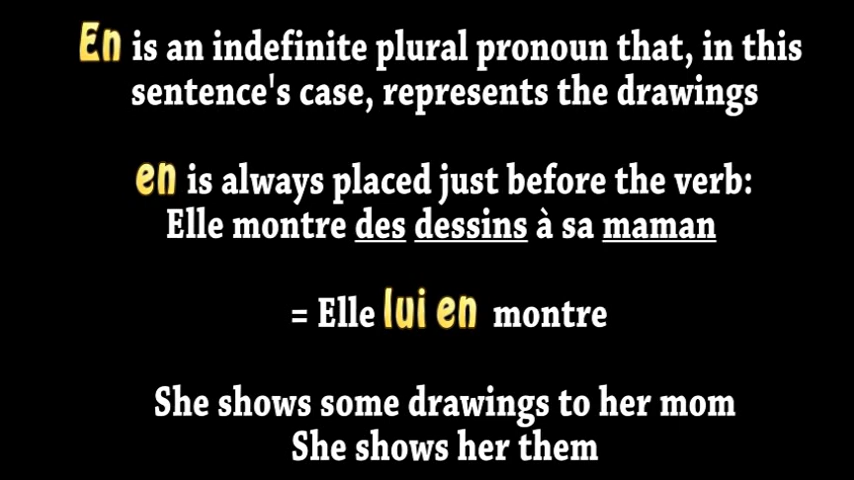 En is an indefinite plural pronoun that, in this
sentence's case, represents the drawings
en is always placed just before the verb:
Elle montre des dessins à sa maman
= Elle lui en montre
She shows some drawings to her mom
She shows her them